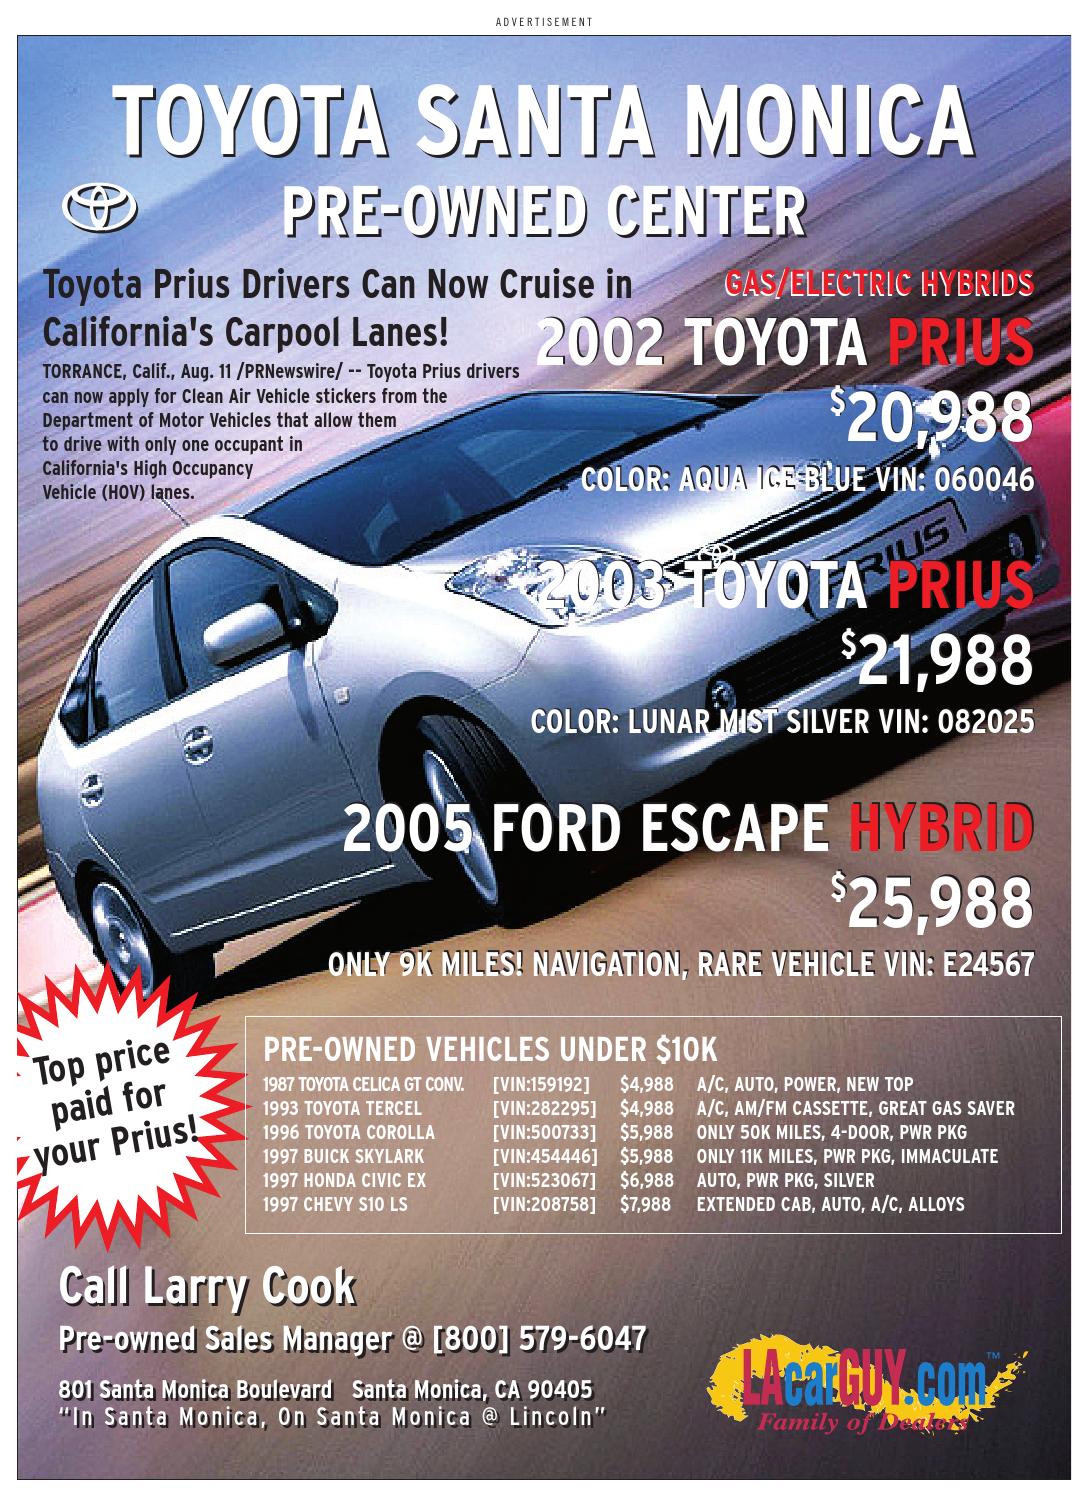 ADVERTISEMENT
TOYOTA SANTA MONICA
PRE-OWNED CENTER
Toyota Prius Drivers Can Now Cruise in
California's Carpool Lanes!
TORRANCE, Calif., Aug. 11 /PRNewswire/ -- Toyota Prius drivers
can now apply for Clean Air Vehicle stickers from the
Department of Motor Vehicles that allow them
to drive with only one occupant in
California's High Occupancy
Vehicle (HOV) lanes.
GAS/ELECTRIC HYBRIDS
2002 TOYOTA PRIUS
$20,988
COLOR: AQUA ICE BLUE VIN: 060046
PRIUS
2003 TOYOTA PRIUS
$21,988
COLOR: LUNAR MIST SILVER VIN: 082025
2005 FORD ESCAPE HYBRID
$25,988
ONLY 9K MILES! NAVIGATION, RARE VEHICLE VIN: E24567
Top price
paid for
your Prius!
PRE-OWNED VEHICLES UNDER $10K
1987 TOYOTA CELICA GT CONV. [VIN:159192] $4,988 A/C, AUTO, POWER, NEW TOP
1993 TOYOTA TERCEL [VIN:282295] $4,988 A/C, AM/FM CASSETTE, GREAT GAS SAVER
1996 TOYOTA COROLLA [VIN:500733] $5,988 ONLY 50K MILES, 4-DOOR, PWR PKG
1997 BUICK SKYLARK [VIN:454446] $5,988 ONLY 11K MILES, PWR PKG, IMMACULATE
1997 HONDA CIVIC EX [VIN:523067] $6,988 AUTO, PWR PKG, SILVER
1997 CHEVY S10 LS [VIN:208758] $7,988 EXTENDED CAB, AUTO, A/C, ALLOYS
Call Larry Cook
Pre-owned Sales Manager @ [800] 579-6047
801 Santa Monica Boulevard Santa Monica, CA 90405
“In Santa Monica, On Santa Monica @ Lincoln”
LAcarGUY.com™
Family of Dealers